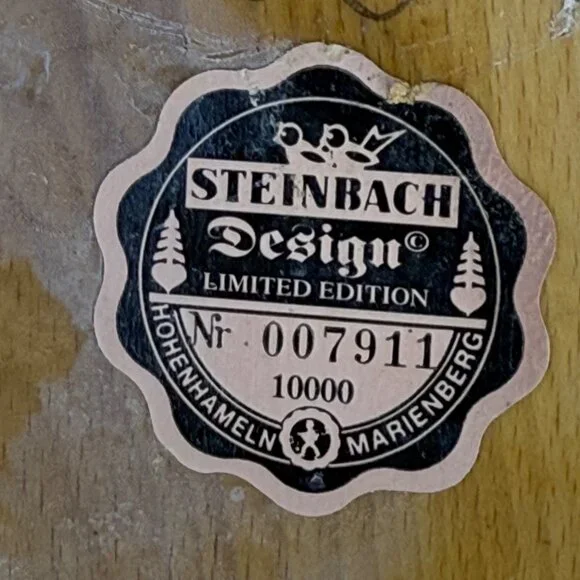 STEINBACH
Design©
LIMITED EDITION
Nr 007911
10000
HOHENHAMELN MARIENBERG